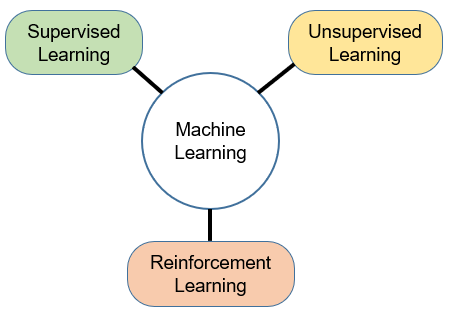 Supervised
Learning
Unsupervised
Learning
Machine
Learning
Reinforcement
Learning